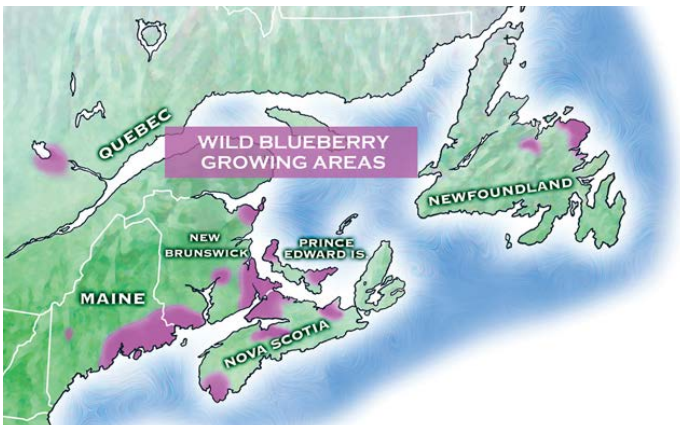 QUEBEC
WILD BLUEBERRY
GROWING AREAS
NEWFOUNDLAND
NEW
BRUNSWICK
PRINCE
EDWARD IS
MAINE
NOVA SCOTIA